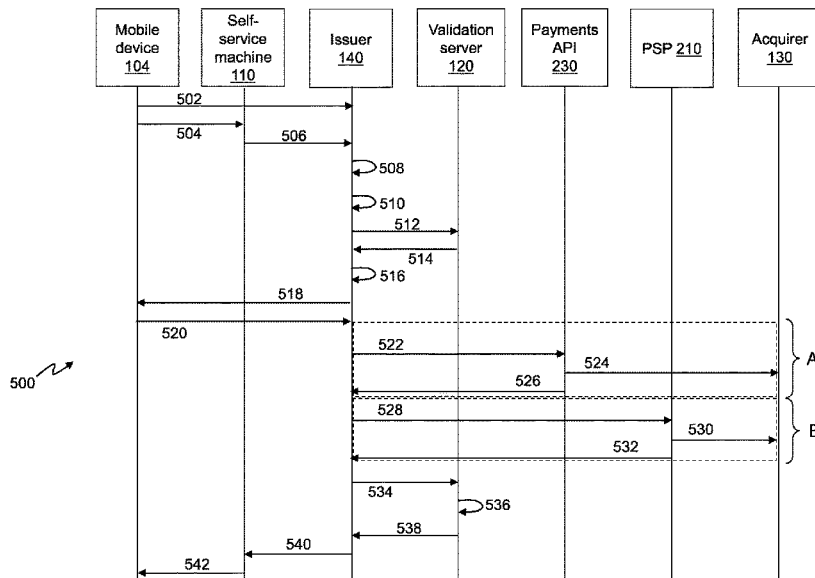 Mobile
device
104
Self-
service
machine
110
Issuer
140
Validation
server
120
Payments
API
230
PSP 210
Acquirer
130
502
504
506
508
510
512
514
516
518
520
522
524
526
A
528
530
532
B
500
534
536
538
540
542